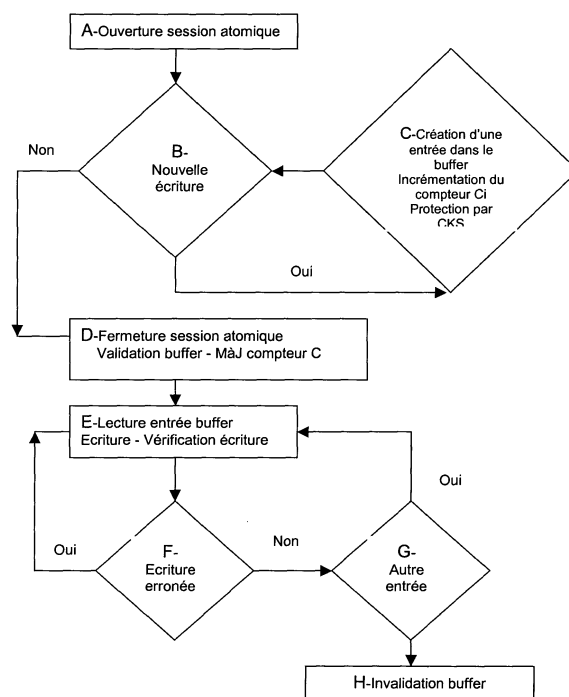 A-Ouverture session atomique
Non
B-
Nouvelle
écriture
C-Création d'une
entrée dans le
buffer
Incrémentation du
compteur Ci
Protection par
CKS
Oui
D-Fermeture session atomique
Validation buffer - MàJ compteur C
E-Lecture entrée buffer
Ecriture - Vérification écriture
Oui
Oui
F-
Ecriture
erronée
Non
G-
Autre
entrée
H-Invalidation buffer